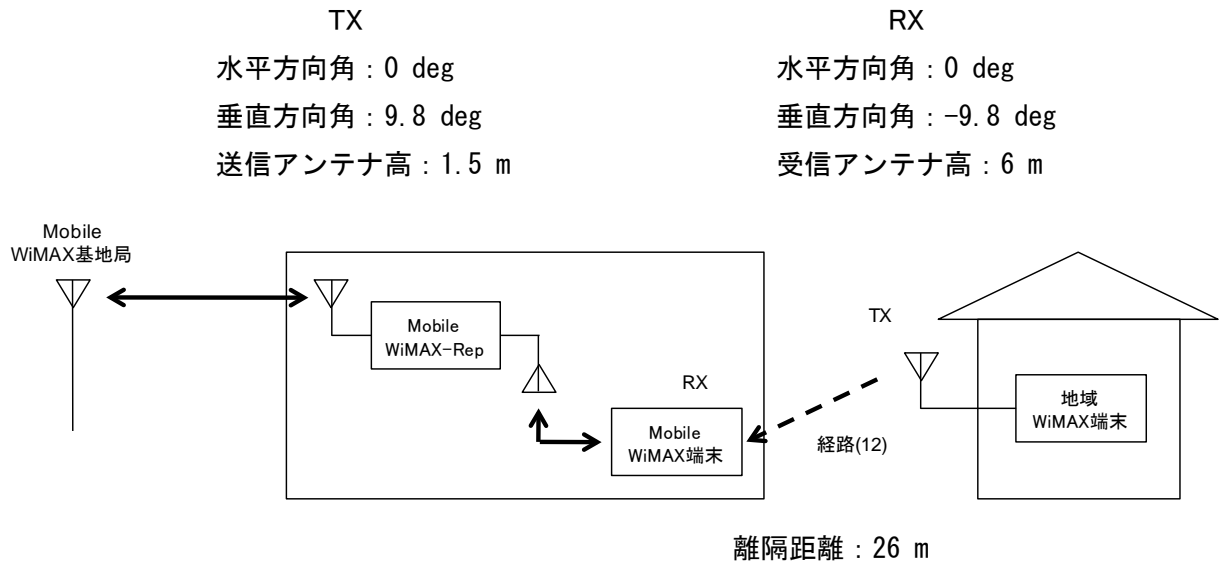 TX
RX
水平方向角：0 deg
水平方向角：0 deg
垂直方向角：9.8 deg
垂直方向角：-9.8 deg
送信アンテナ高：1.5 m
受信アンテナ高：6 m
Mobile
WiMAX基地局
Mobile
WiMAX-Rep
RX
Mobile
WiMAX端末
TX
地域
WiMAX端末
経路(12)
離隔距離：26 m